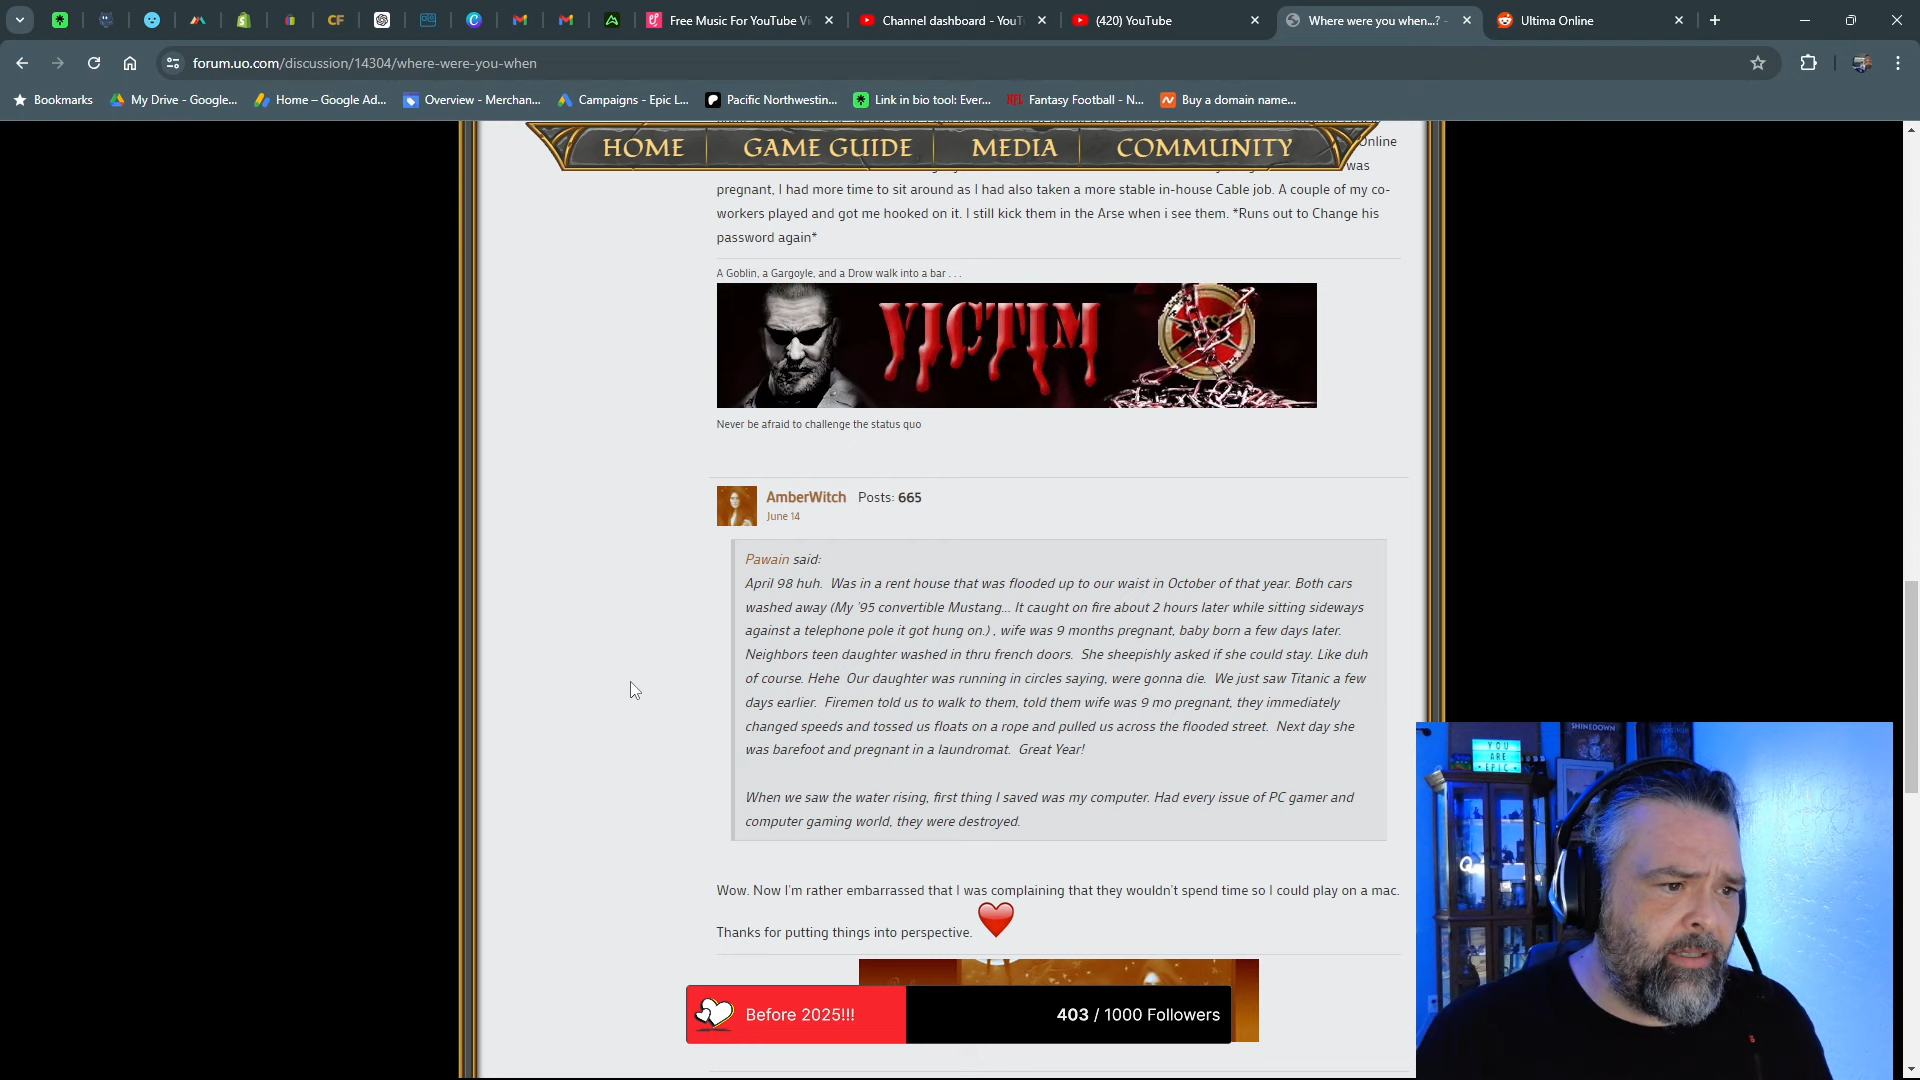 Free Music For YouTube Vi
Channel dashboard - YouT
(420) YouTube
Where were you when...? -
Ultima Online
forum.uo.com/discussion/14304/where-were-you-when
Bookmarks
My Drive - Google...
Home – Google Ad...
Overview - Merchan...
Campaigns - Epic L...
Pacific Northwestin...
Link in bio tool: Ever...
Fantasy Football - N...
Buy a domain name...
HOME
GAME GUIDE
MEDIA
COMMUNITY
Online
was
pregnant, I had more time to sit around as I had also taken a more stable in-house Cable job. A couple of my co-
workers played and got me hooked on it. I still kick them in the Arse when i see them. *Runs out to Change his
password again*
A Goblin, a Gargoyle, and a Drow walk into a bar . . .
VICTIM
Never be afraid to challenge the status quo
AmberWitch Posts: 665
June 14
Pawain said:
April 98 huh. Was in a rent house that was flooded up to our waist in October of that year. Both cars
washed away (My '95 convertible Mustang... It caught on fire about 2 hours later while sitting sideways
against a telephone pole it got hung on.) , wife was 9 months pregnant, baby born a few days later.
Neighbors teen daughter washed in thru french doors. She sheepishly asked if she could stay. Like duh
of course. Hehe Our daughter was running in circles saying, were gonna die. We just saw Titanic a few
days earlier. Firemen told us to walk to them, told them wife was 9 mo pregnant, they immediately
changed speeds and tossed us floats on a rope and pulled us across the flooded street. Next day she
was barefoot and pregnant in a laundromat. Great Year!
When we saw the water rising, first thing I saved was my computer. Had every issue of PC gamer and
computer gaming world, they were destroyed.
Wow. Now I'm rather embarrassed that I was complaining that they wouldn't spend time so I could play on a mac.
Thanks for putting things into perspective.
Before 2025!!!
403 / 1000 Followers
SHINEDOWN
YOU
ARE
EPIC